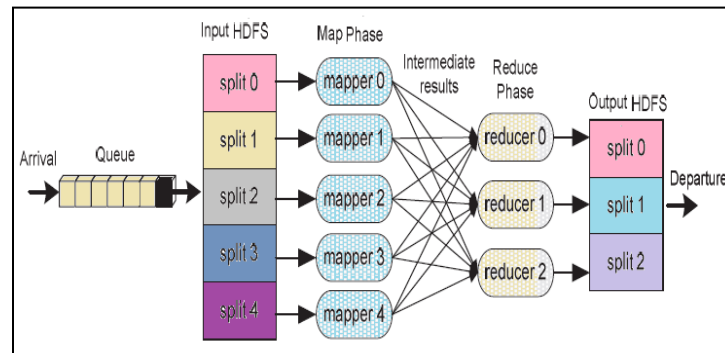 Input HDFS
Map Phase
Intermediate
results
Reduce
Phase
Output HDFS
Arrival
Queue
split 0
split 1
split 2
split 3
split 4
mapper 0
mapper 1
mapper 2
mapper 3
mapper 4
reducer 0
reducer 1
reducer 2
split 0
split 1
split 2
Departure